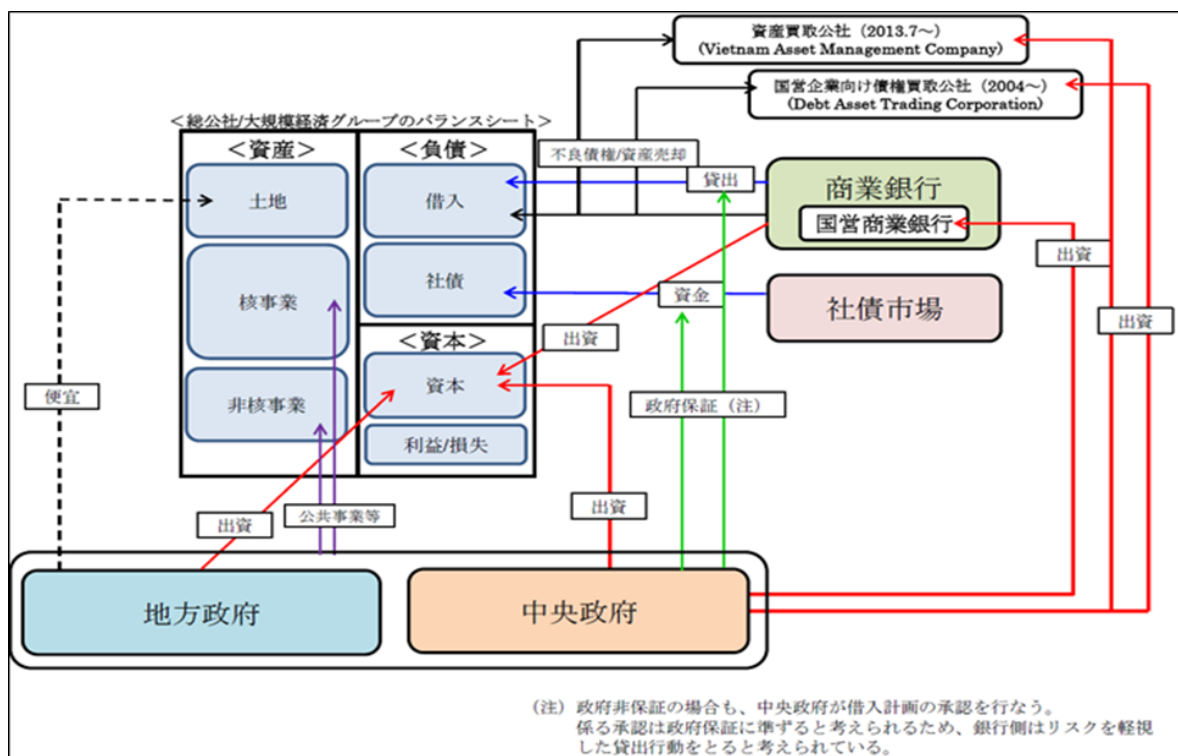 資産買取公社（2013.7～）
(Vietnam Asset Management Company)
国営企業向け債権買取公社（2004～）
(Debt Asset Trading Corporation)
＜総公社/大規模経済グループのバランスシート＞
＜資産＞
＜負債＞
不良債権/資産売却
貸出
商業銀行
国営商業銀行
土地
借入
出資
核事業
社債
資金
社債市場
＜資本＞
出資
出資
便宜
非核事業
資本
政府保証（注）
利益/損失
出資
公共事業等
出資
地方政府
中央政府
（注）政府非保証の場合も、中央政府が借入計画の承認を行なう。
係る承認は政府保証に準ずると考えられるため、銀行側はリスクを軽視
した貸出行動をとると考えられている。